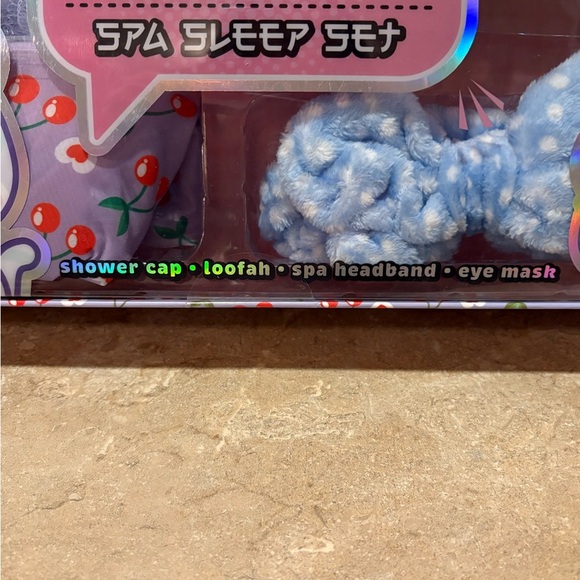 SPA SLEEP SET
shower cap • loofah • spa headband • eye mask